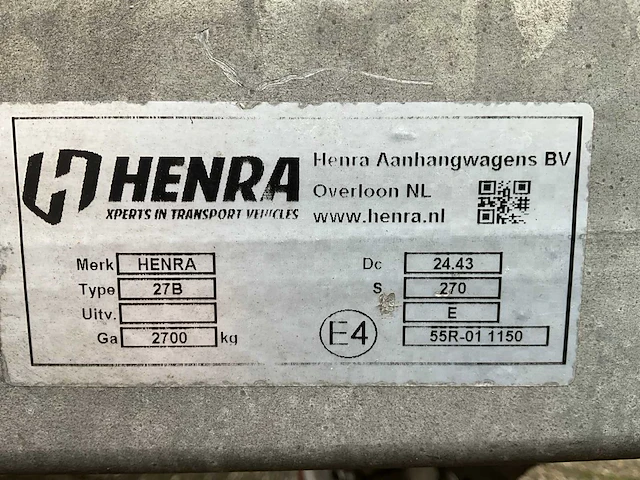 HENRA
XPERTS IN TRANSPORT VEHICLES
Henra Aanhangwagens BV
Overloon NL
www.henra.nl
Merk HENRA
Type 27B
Uitv.
Ga 2700 kg
Dc 24.43
S 270
E
E4 55R-01 1150